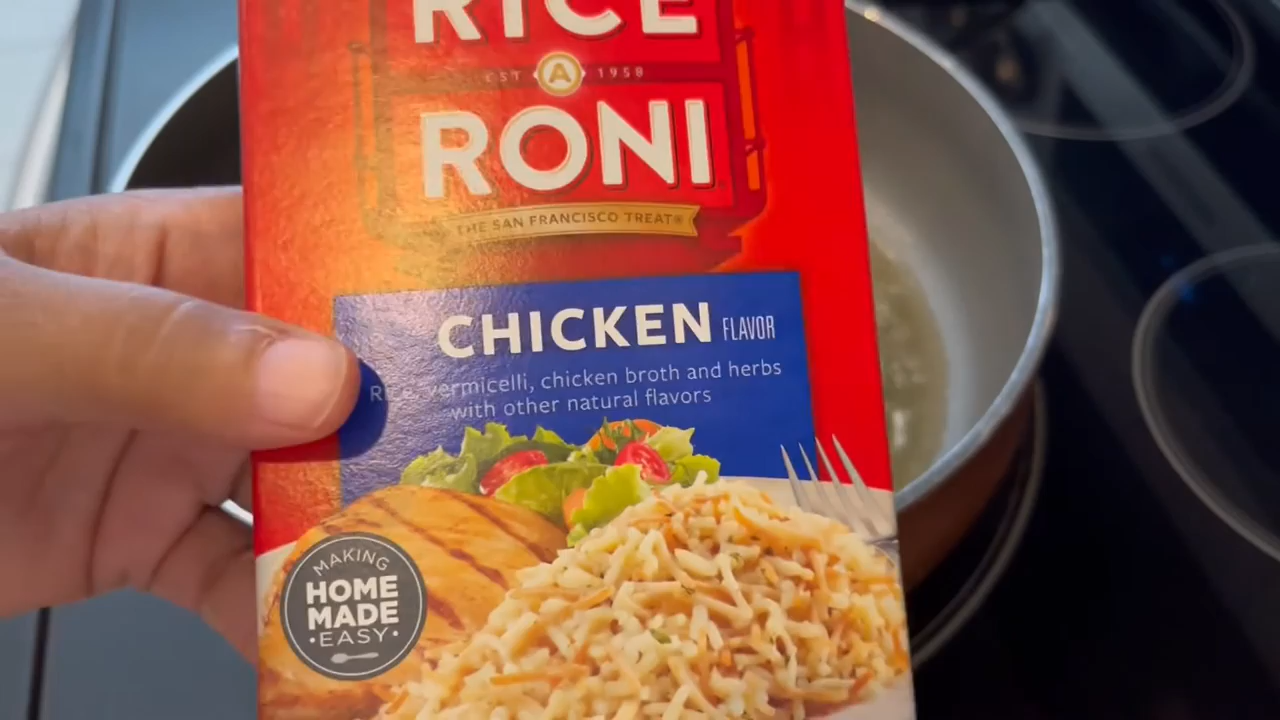 RICE
EST A 1958
RONI
THE SAN FRANCISCO TREAT®
CHICKEN FLAVOR
RICE, vermicelli, chicken broth and herbs
with other natural flavors
MAKING
HOME
MADE
•EASY•